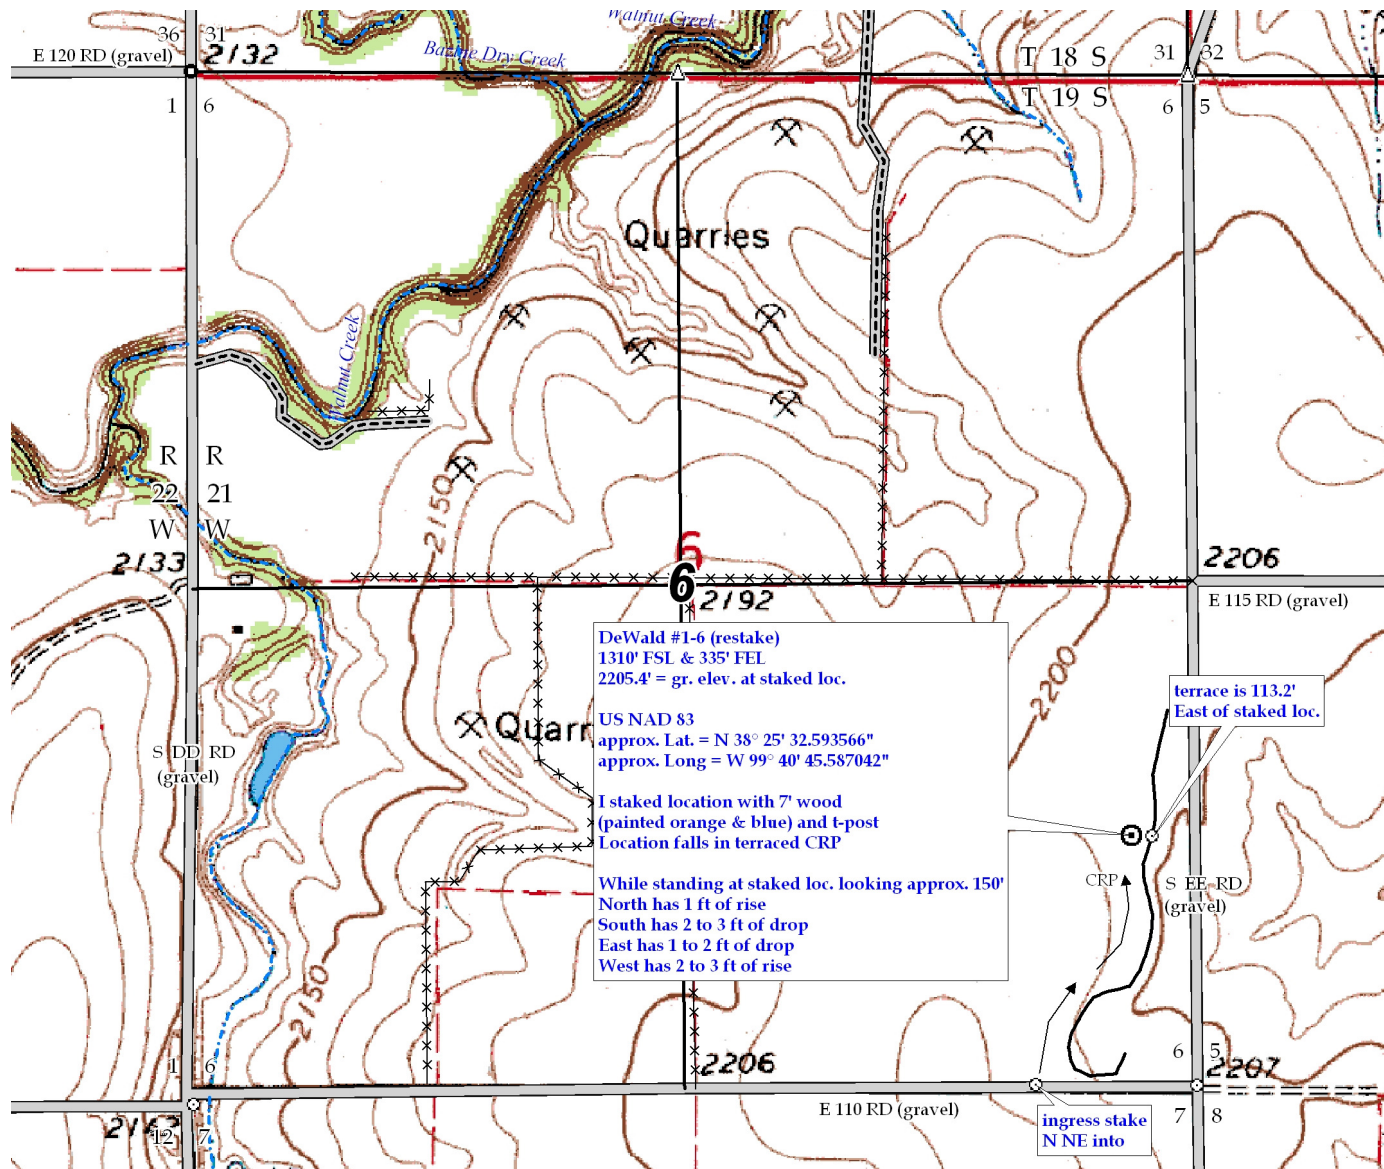 Walnut Creek
36 31
E 120 RD (gravel)
2132
Bazine Dry Creek
T 18 S
31 32
1 6
T 19 S
6 5
Quarries
Walnut Creek
R R
22 21
W W
2150
2133
6
6
2192
2206
E 115 RD (gravel)
DeWald #1-6 (restake)
1310' FSL & 335' FEL
2205.4' = gr. elev. at staked loc.
US NAD 83
approx. Lat. = N 38° 25' 32.593566"
approx. Long = W 99° 40' 45.587042"
I staked location with 7' wood
(painted orange & blue) and t-post
Location falls in terraced CRP
While standing at staked loc. looking approx. 150'
North has 1 ft of rise
South has 2 to 3 ft of drop
East has 1 to 2 ft of drop
West has 2 to 3 ft of rise
2200
terrace is 113.2'
East of staked loc.
Quarr
S DD RD
(gravel)
CRP
S EE RD
(gravel)
2150
1 6
2206
6 5
2207
E 110 RD (gravel)
ingress stake
N NE into
7 8
12 7